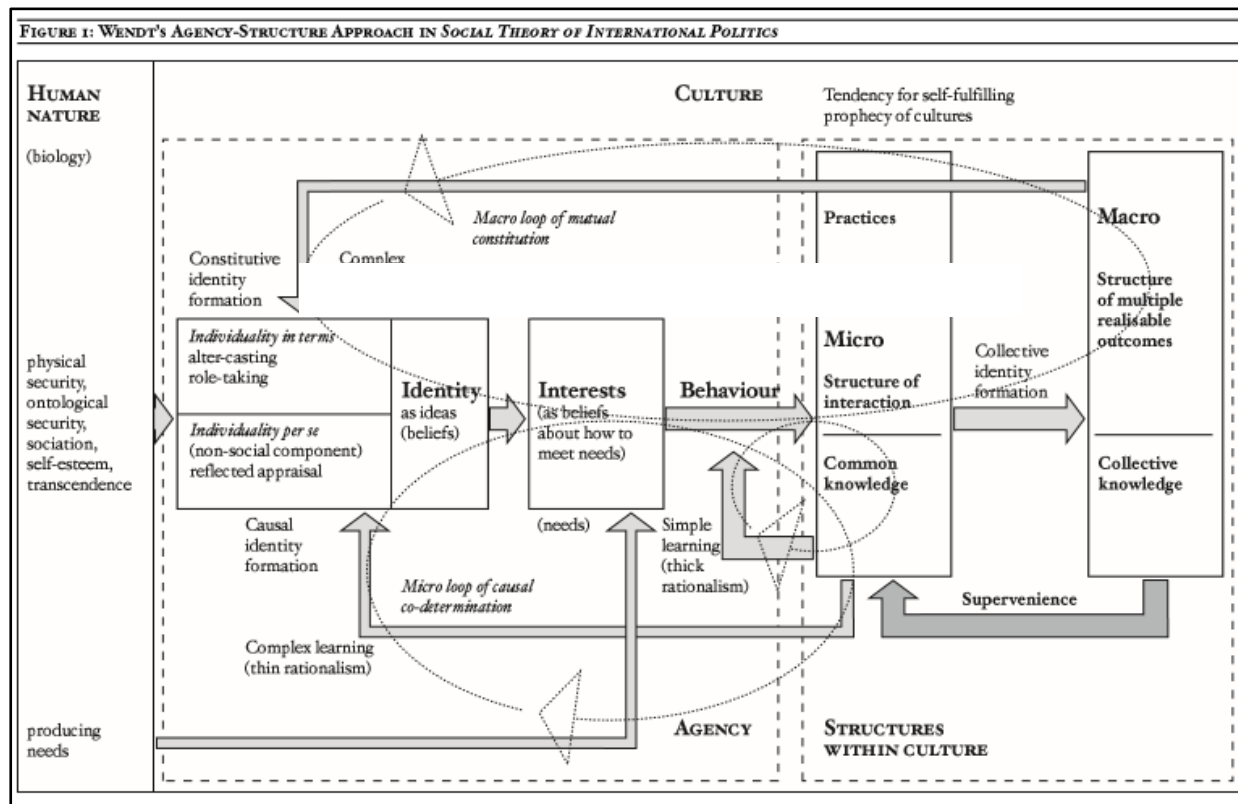 FIGURE 1: WENDT'S AGENCY-STRUCTURE APPROACH IN SOCIAL THEORY OF INTERNATIONAL POLITICS
HUMAN
NATURE
(biology)
physical
security,
ontological
security,
sociation,
self-esteem,
transcendence
producing
needs
CULTURE
Tendency for self-fulfilling
prophecy of cultures
Macro loop of mutual
constitution
Constitutive
identity
formation
Complex
Individuality in terms
alter-casting
role-taking
Individuality per se
(non-social component)
reflected appraisal
Identity
as ideas
(beliefs)
Interests
(as beliefs
about how to
meet needs)
(needs)
Behaviour
Practices
Micro
Structure of
interaction
Common
knowledge
Collective
identity
formation
Macro
Structure
of multiple
realisable
outcomes
Collective
knowledge
Causal
identity
formation
Micro loop of causal
co-determination
Simple
learning
(thick
rationalism)
Complex learning
(thin rationalism)
Supervenience
AGENCY
STRUCTURES
WITHIN CULTURE